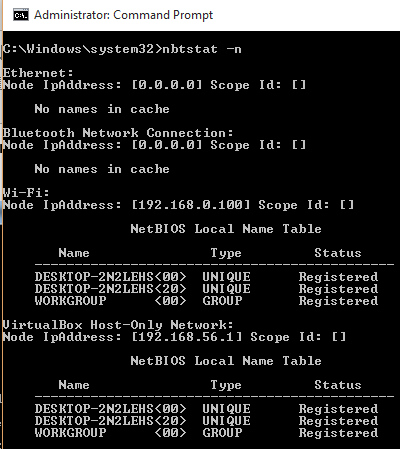 Administrator: Command Prompt
C:\Windows\system32>nbtstat -n
Ethernet:
Node IpAddress: [0.0.0.0] Scope Id: []
No names in cache
Bluetooth Network Connection:
Node IpAddress: [0.0.0.0] Scope Id: []
No names in cache
Wi-Fi:
Node IpAddress: [192.168.0.100] Scope Id: []
NetBIOS Local Name Table
Name Type Status
---------------------------------------------
DESKTOP-2N2LEHS<00> UNIQUE Registered
DESKTOP-2N2LEHS<20> UNIQUE Registered
WORKGROUP <00> GROUP Registered
VirtualBox Host-Only Network:
Node IpAddress: [192.168.56.1] Scope Id: []
NetBIOS Local Name Table
Name Type Status
---------------------------------------------
DESKTOP-2N2LEHS<00> UNIQUE Registered
DESKTOP-2N2LEHS<20> UNIQUE Registered
WORKGROUP <00> GROUP Registered